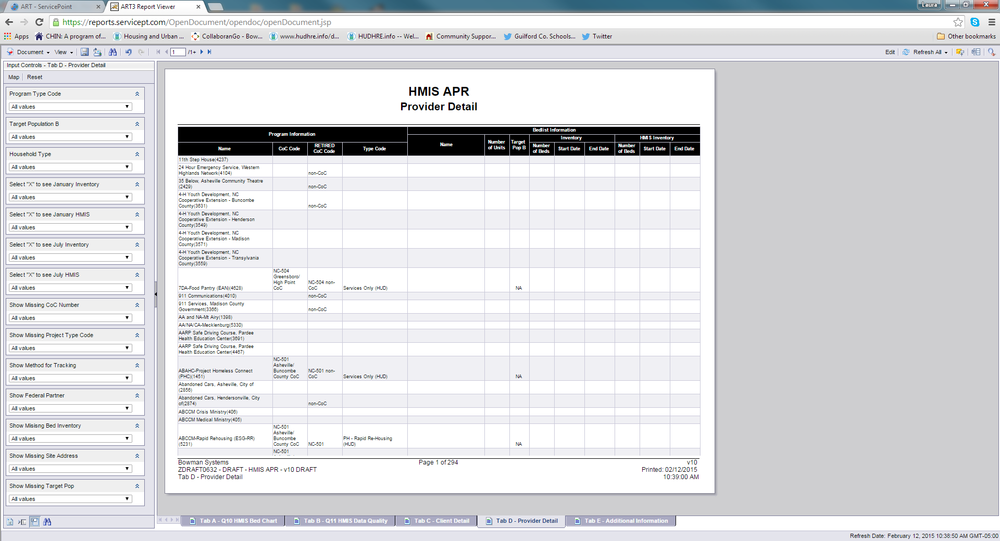 ART - ServicePoint
ART3 Report Viewer
Laura
https://reports.servicept.com/OpenDocument/opendoc/openDocument.jsp
Apps CHIN: A program of... Housing and Urban ... CollaboranGo - Bow... www.hudhre.info/d... HUDHRE.info -- Wel... Community Suppor... Guilford Co. Schools... Twitter Other bookmarks
Document View 1 /1+ Edit Refresh All
Input Controls - Tab D - Provider Detail
Map Reset
Program Type Code
All values
Target Population B
All values
Household Type
All values
Select "X" to see January Inventory
All values
Select "X" to see January HMIS
All values
Select "X" to see July Inventory
All values
Select "X" to see July HMIS
All values
Show Missing CoC Number
All values
Show Missing Project Type Code
All values
Show Method for Tracking
All values
Show Federal Partner
All values
Show Misisng Bed Inventory
All values
Show Missing Site Address
All values
Show Missing Target Pop
All values
HMIS APR
Provider Detail
Program Information
Bedlist Information
Name
CoC Code
RETIRED
CoC Code
Type Code
Name
Number
of Units
Target
Pop B
Inventory
HMIS Inventory
Number
of Beds
Start Date
End Date
Number
of Beds
Start Date
End Date
11th Step House(4237)
24 Hour Emergency Service, Western
Highlands Network(4104) non-CoC
35 Below, Asheville Community Theatre
(2429) non-CoC
4-H Youth Development, NC
Cooperative Extension - Buncombe
County(3631) non-CoC
4-H Youth Development, NC
Cooperative Extension - Henderson
County(3549)
4-H Youth Development, NC
Cooperative Extension - Madison
County(3571)
4-H Youth Development, NC
Cooperative Extension - Transylvania
County(3559)
7DA-Food Pantry (EAN)(4628)
NC-504
Greensboro/
High Point
CoC
NC-504 non-
CoC
Services Only (HUD)
NA
911 Communications(4010) non-CoC
911 Services, Madison County
Government(3366) non-CoC
AA and NA-Mt Airy(1398)
AA/NA/CA-Mecklenburg(5330)
AARP Safe Driving Course, Pardee
Health Education Center(3691)
AARP Safe Driving Course, Pardee
Health Education Center(4467)
ABAHC-Project Homeless Connect
(PHC)(1451)
NC-501
Asheville/
Buncombe
County CoC
NC-501 non-
CoC
Services Only (HUD)
NA
Abandoned Cars, Asheville, City of
(2856)
Abandoned Cars, Hendersonville, City
of(2874) non-CoC
ABCCM Crisis Ministry(406)
ABCCM Medical Ministry(405)
ABCCM-Rapid Rehousing (ESG-RR)
(5231)
NC-501
Asheville/
Buncombe
County CoC
NC-501
PH - Rapid Re-Housing
(HUD)
NA
NC-501
Bowman Systems Page 1 of 294 v10
ZDRAFT0632 - DRAFT - HMIS APR - v10 DRAFT Printed: 02/12/2015
Tab D - Provider Detail 10:39:00 AM
Tab A - Q10 HMIS Bed Chart Tab B - Q11 HMIS Data Quality Tab C - Client Detail Tab D - Provider Detail Tab E - Additional Information
Refresh Date: February 12, 2015 10:38:50 AM GMT-05:00